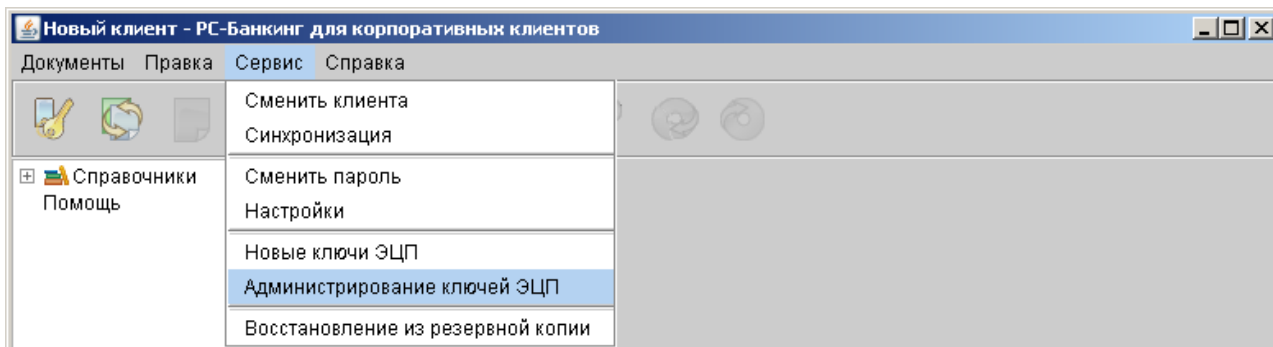 Новый клиент - PC-Банкинг для корпоративных клиентов
Документы Правка Сервис Справка
Сменить клиента
Синхронизация
Справочники
Сменить пароль
Помощь
Настройки
Новые ключи ЭЦП
Администрирование ключей ЭЦП
Восстановление из резервной копии